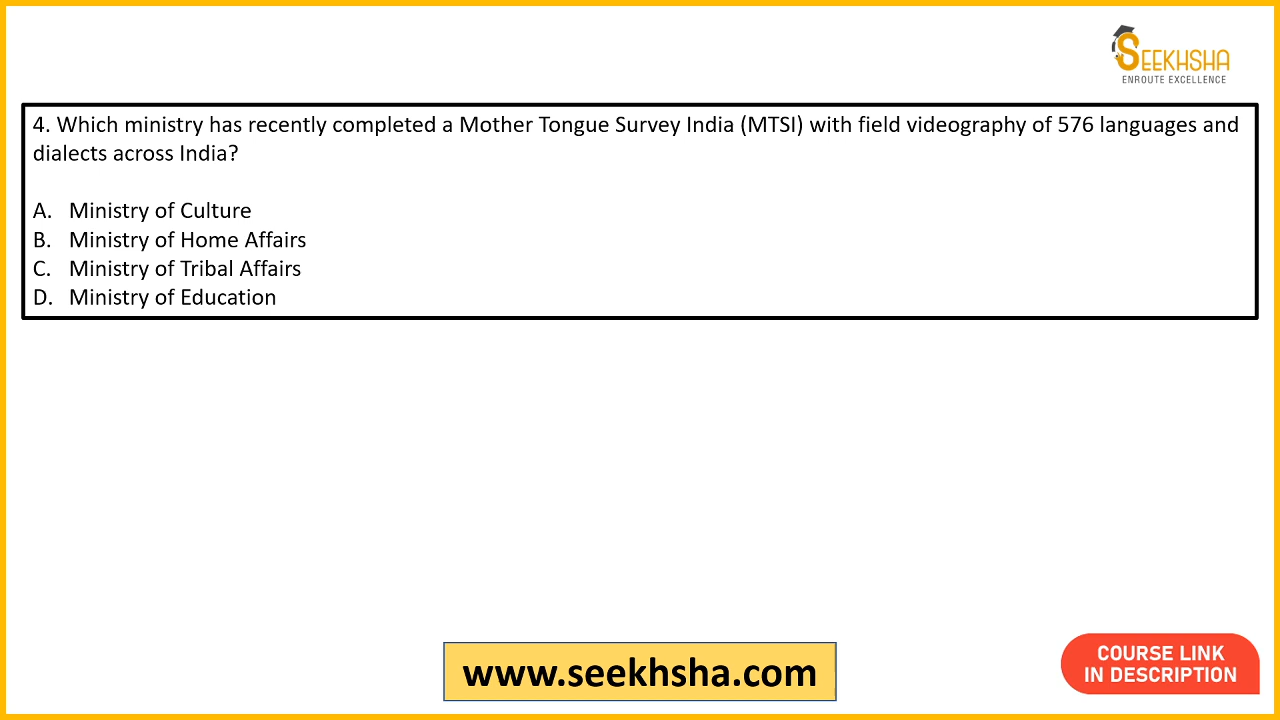 SEEKHSHA
ENROUTE EXCELLENCE
4. Which ministry has recently completed a Mother Tongue Survey India (MTSI) with field videography of 576 languages and
dialects across India?
A. Ministry of Culture
B. Ministry of Home Affairs
C. Ministry of Tribal Affairs
D. Ministry of Education
www.seekhsha.com
COURSE LINK
IN DESCRIPTION